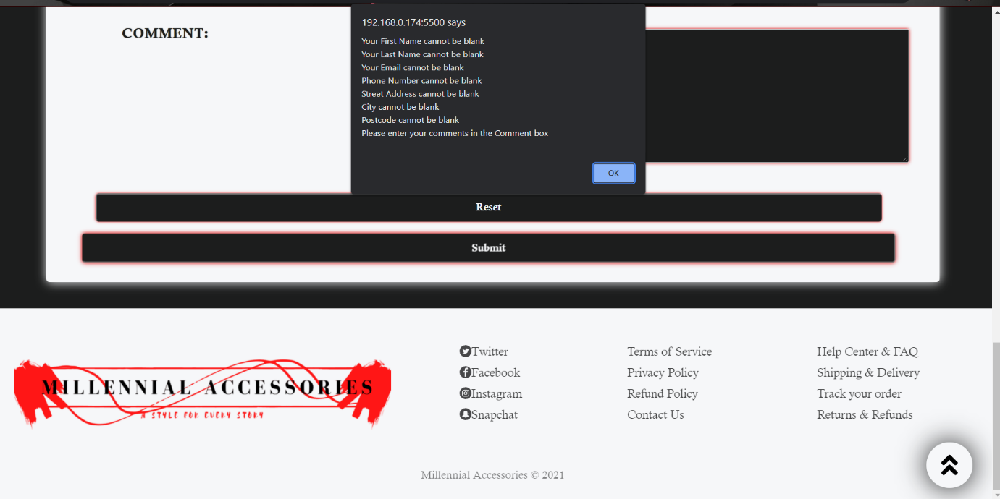 COMMENT:
192.168.0.174:5500 says
Your First Name cannot be blank
Your Last Name cannot be blank
Your Email cannot be blank
Phone Number cannot be blank
Street Address cannot be blank
City cannot be blank
Postcode cannot be blank
Please enter your comments in the Comment box
OK
Reset
Submit
MILLENNIAL ACCESSORIES
A STYLE FOR EVERY STORY
Twitter
Facebook
Instagram
Snapchat
Terms of Service
Privacy Policy
Refund Policy
Contact Us
Help Center & FAQ
Shipping & Delivery
Track your order
Returns & Refunds
Millennial Accessories © 2021